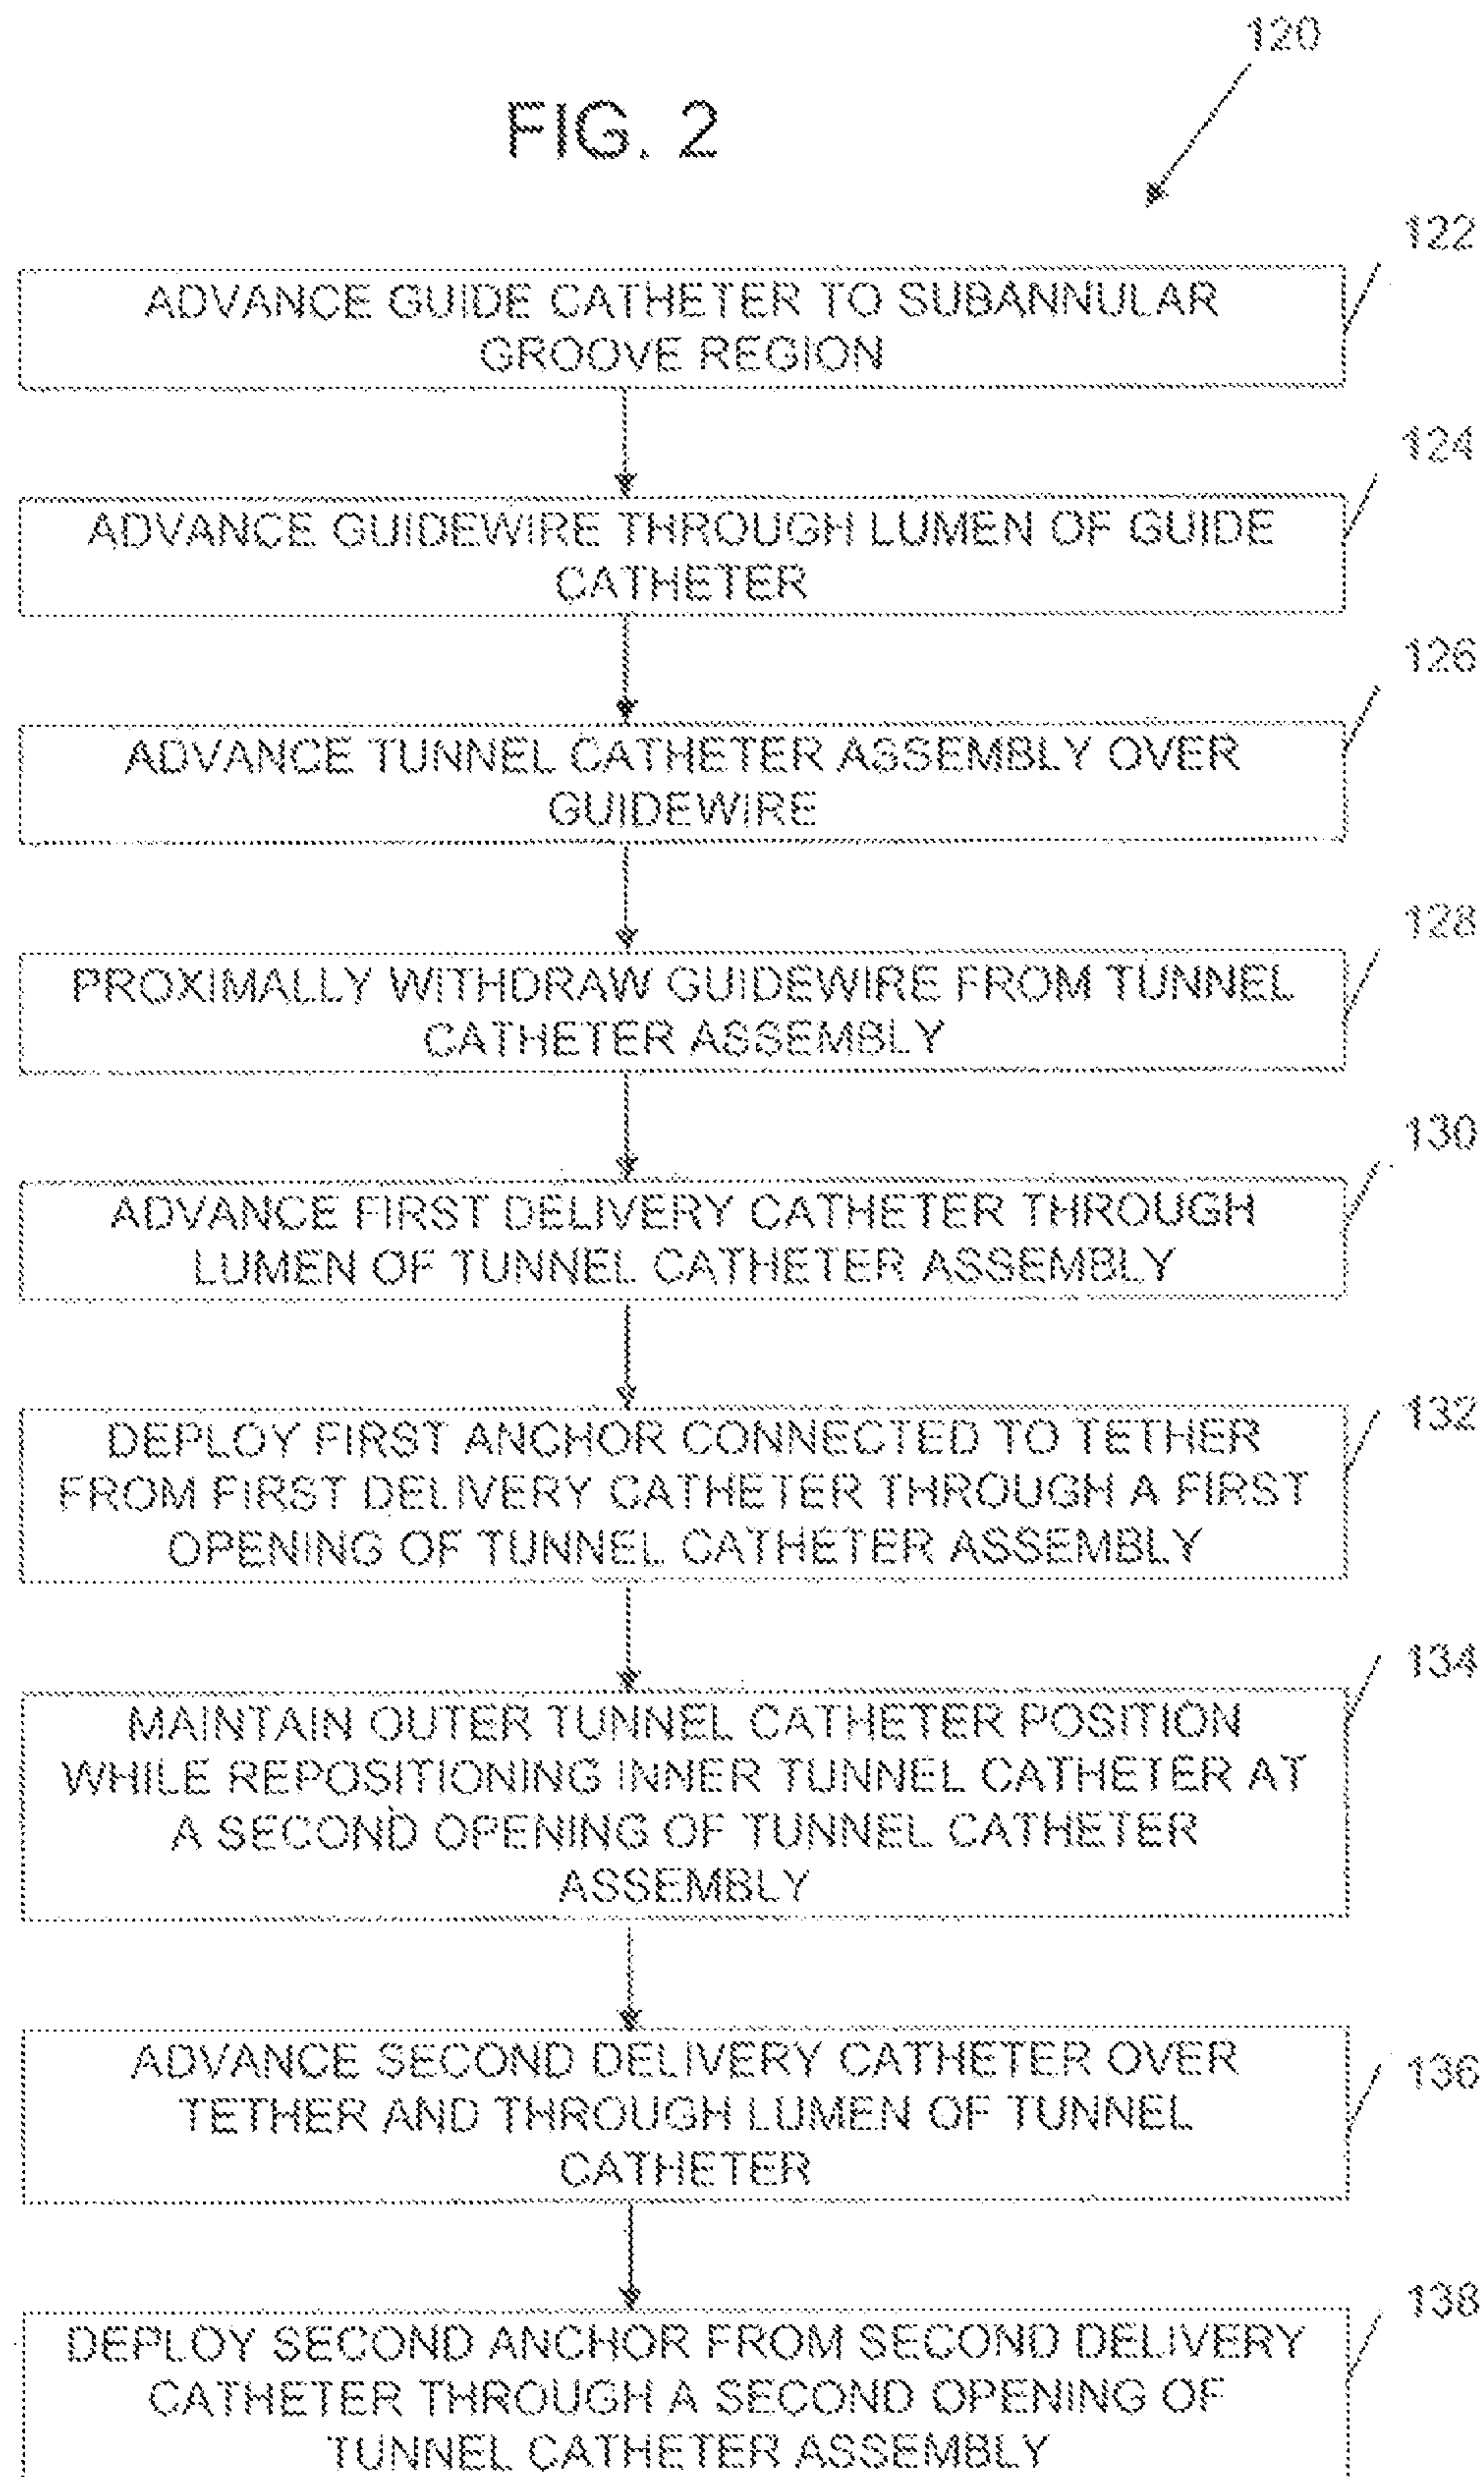 120
FIG. 2
122
ADVANCE GUIDE CATHETER TO SUBANNULAR
GROOVE REGION
124
ADVANCE GUIDEWIRE THROUGH LUMEN OF GUIDE
CATHETER
126
ADVANCE TUNNEL CATHETER ASSEMBLY OVER
GUIDEWIRE
128
PROXIMALLY WITHDRAW GUIDEWIRE FROM TUNNEL
CATHETER ASSEMBLY
130
ADVANCE FIRST DELIVERY CATHETER THROUGH
LUMEN OF TUNNEL CATHETER ASSEMBLY
132
DEPLOY FIRST ANCHOR CONNECTED TO TETHER
FROM FIRST DELIVERY CATHETER THROUGH A FIRST
OPENING OF TUNNEL CATHETER ASSEMBLY
134
MAINTAIN OUTER TUNNEL CATHETER POSITION
WHILE REPOSITIONING INNER TUNNEL CATHETER AT
A SECOND OPENING OF TUNNEL CATHETER
ASSEMBLY
136
ADVANCE SECOND DELIVERY CATHETER OVER
TETHER AND THROUGH LUMEN OF TUNNEL
CATHETER
138
DEPLOY SECOND ANCHOR FROM SECOND DELIVERY
CATHETER THROUGH A SECOND OPENING OF
TUNNEL CATHETER ASSEMBLY